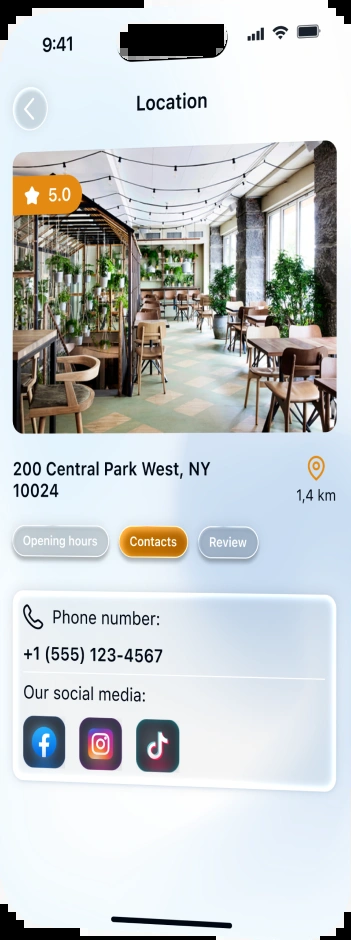 9:41
Location
5.0
200 Central Park West, NY
10024
1,4 km
Opening hours
Contacts
Review
Phone number:
+1 (555) 123-4567
Our social media: